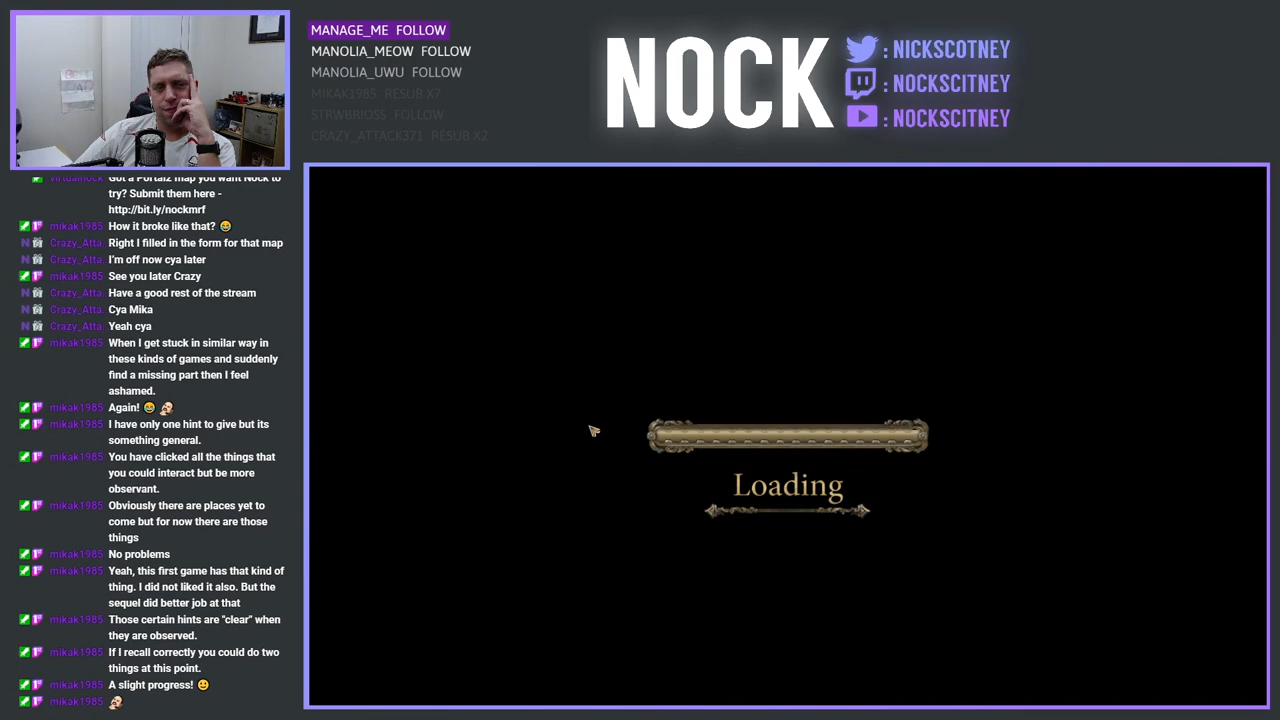 MANAGE_ME FOLLOW
MANOLIA_MEOW FOLLOW
MANOLIA_UWU FOLLOW
MIKAK1985 RESUB X7
STRWBRIOSS FOLLOW
CRAZY_ATTACK371 RESUB X2
NOCK
: NICKSCOTNEY
: NOCKSCITNEY
: NOCKSCITNEY
virtualnock Got a Portal2 map you want Nock to
try? Submit them here -
http://bit.ly/nockmrf
mikak1985 How it broke like that? 😂
Crazy_Atta. Right I filled in the form for that map
Crazy_Atta. I'm off now cya later
mikak1985 See you later Crazy
Crazy_Atta. Have a good rest of the stream
Crazy_Atta. Cya Mika
Crazy_Atta. Yeah cya
mikak1985 When I get stuck in similar way in
these kinds of games and suddenly
find a missing part then I feel
ashamed.
mikak1985 Again! 😂
mikak1985 I have only one hint to give but its
something general.
mikak1985 You have clicked all the things that
you could interact but be more
observant.
mikak1985 Obviously there are places yet to
come but for now there are those
things
mikak1985 No problems
mikak1985 Yeah, this first game has that kind of
thing. I did not liked it also. But the
sequel did better job at that
mikak1985 Those certain hints are "clear" when
they are observed.
mikak1985 If I recall correctly you could do two
things at this point.
mikak1985 A slight progress! 😀
mikak1985
Loading